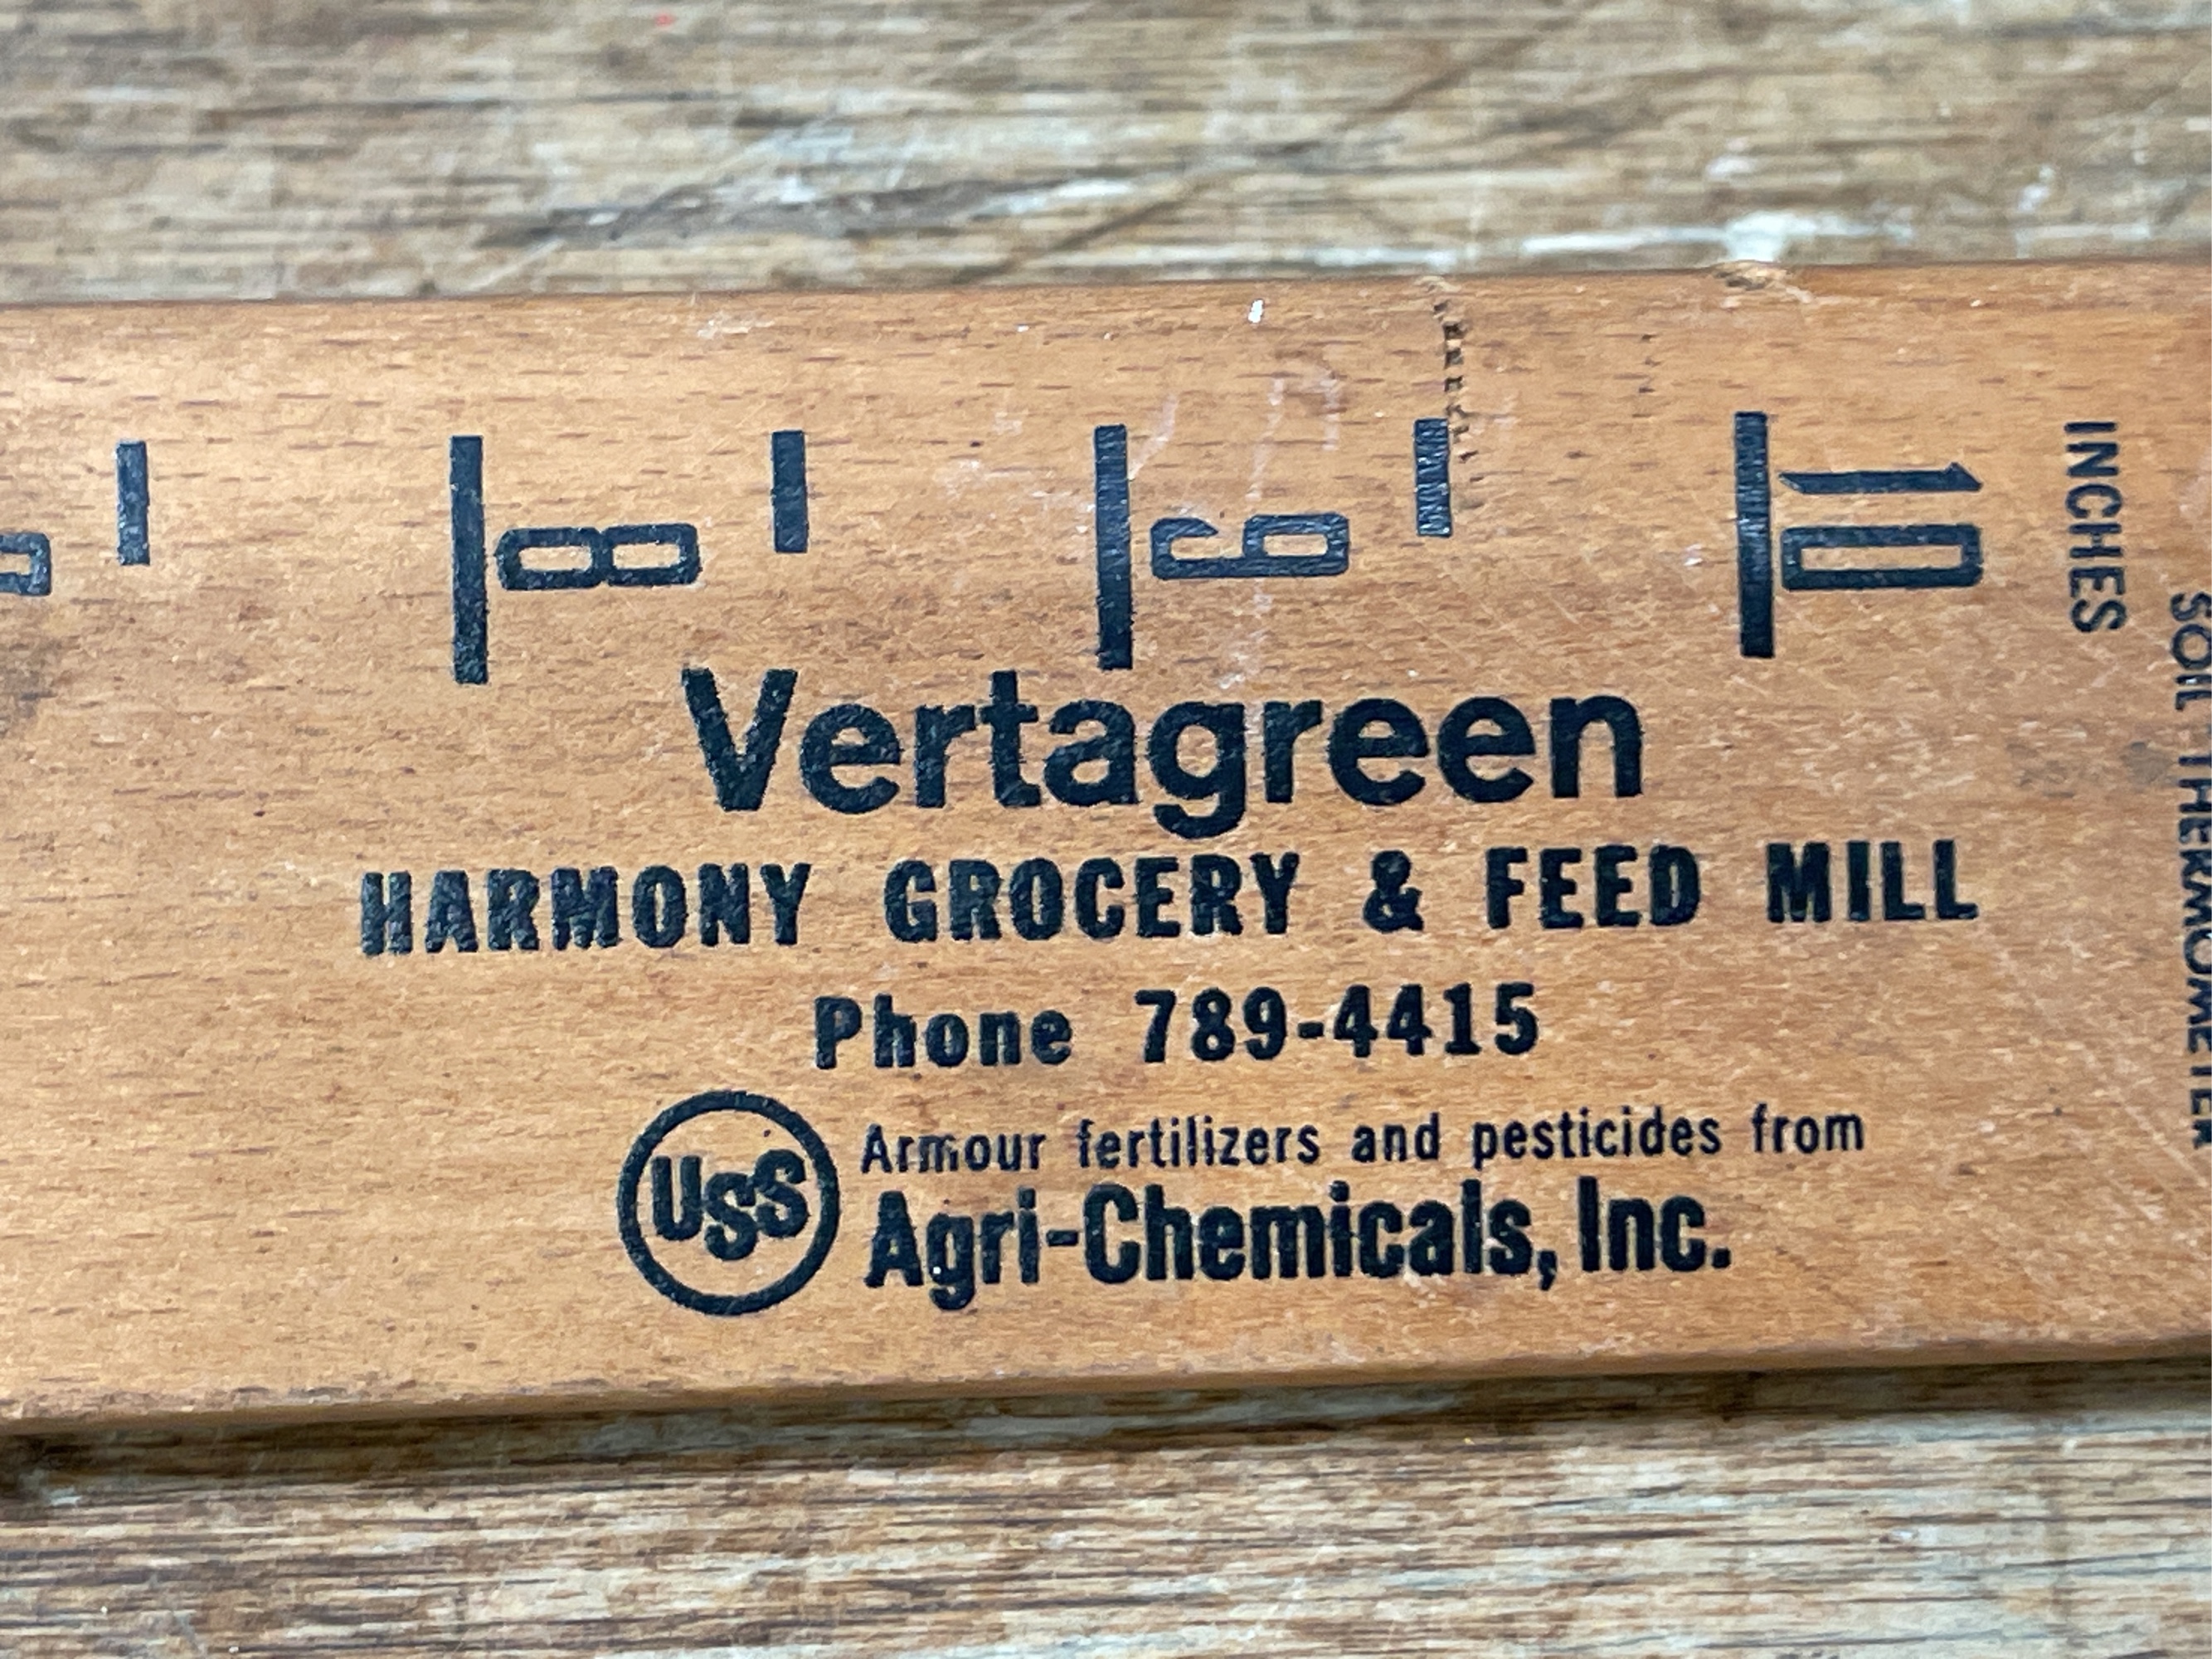 8
9
10
INCHES
SOIL THERMOMETER
Vertagreen
HARMONY GROCERY & FEED MILL
Phone 789-4415
USS
Armour fertilizers and pesticides from
Agri-Chemicals, Inc.